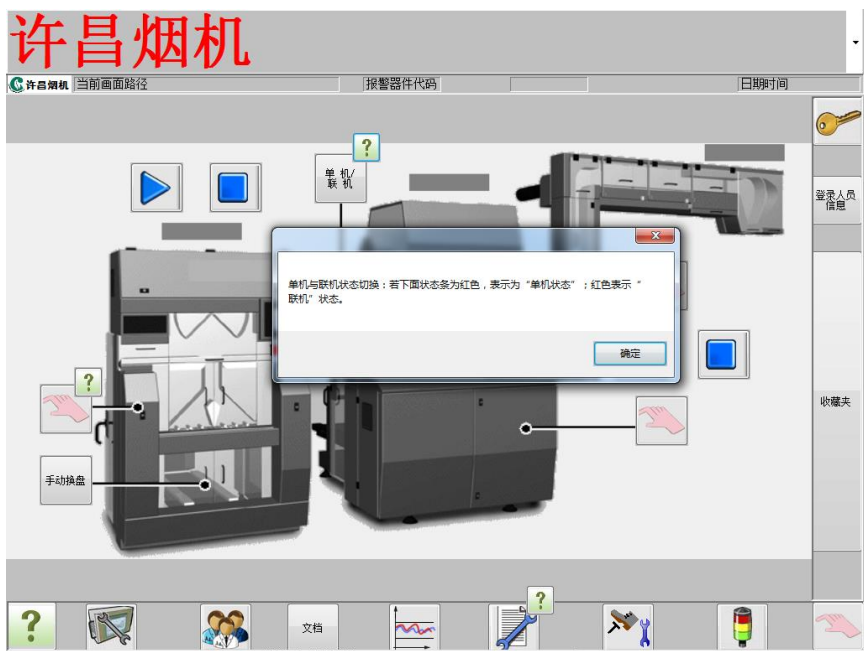 许昌烟机
许昌烟机 当前画面路径 报警器件代码 日期时间
?
单 机/
联 机
登录人员
信息
单机与联机状态切换：若下面状态条为红色，表示为“单机状态”；红色表示“
联机”状态。
确定
?
收藏夹
手动换盘
?
?
文档